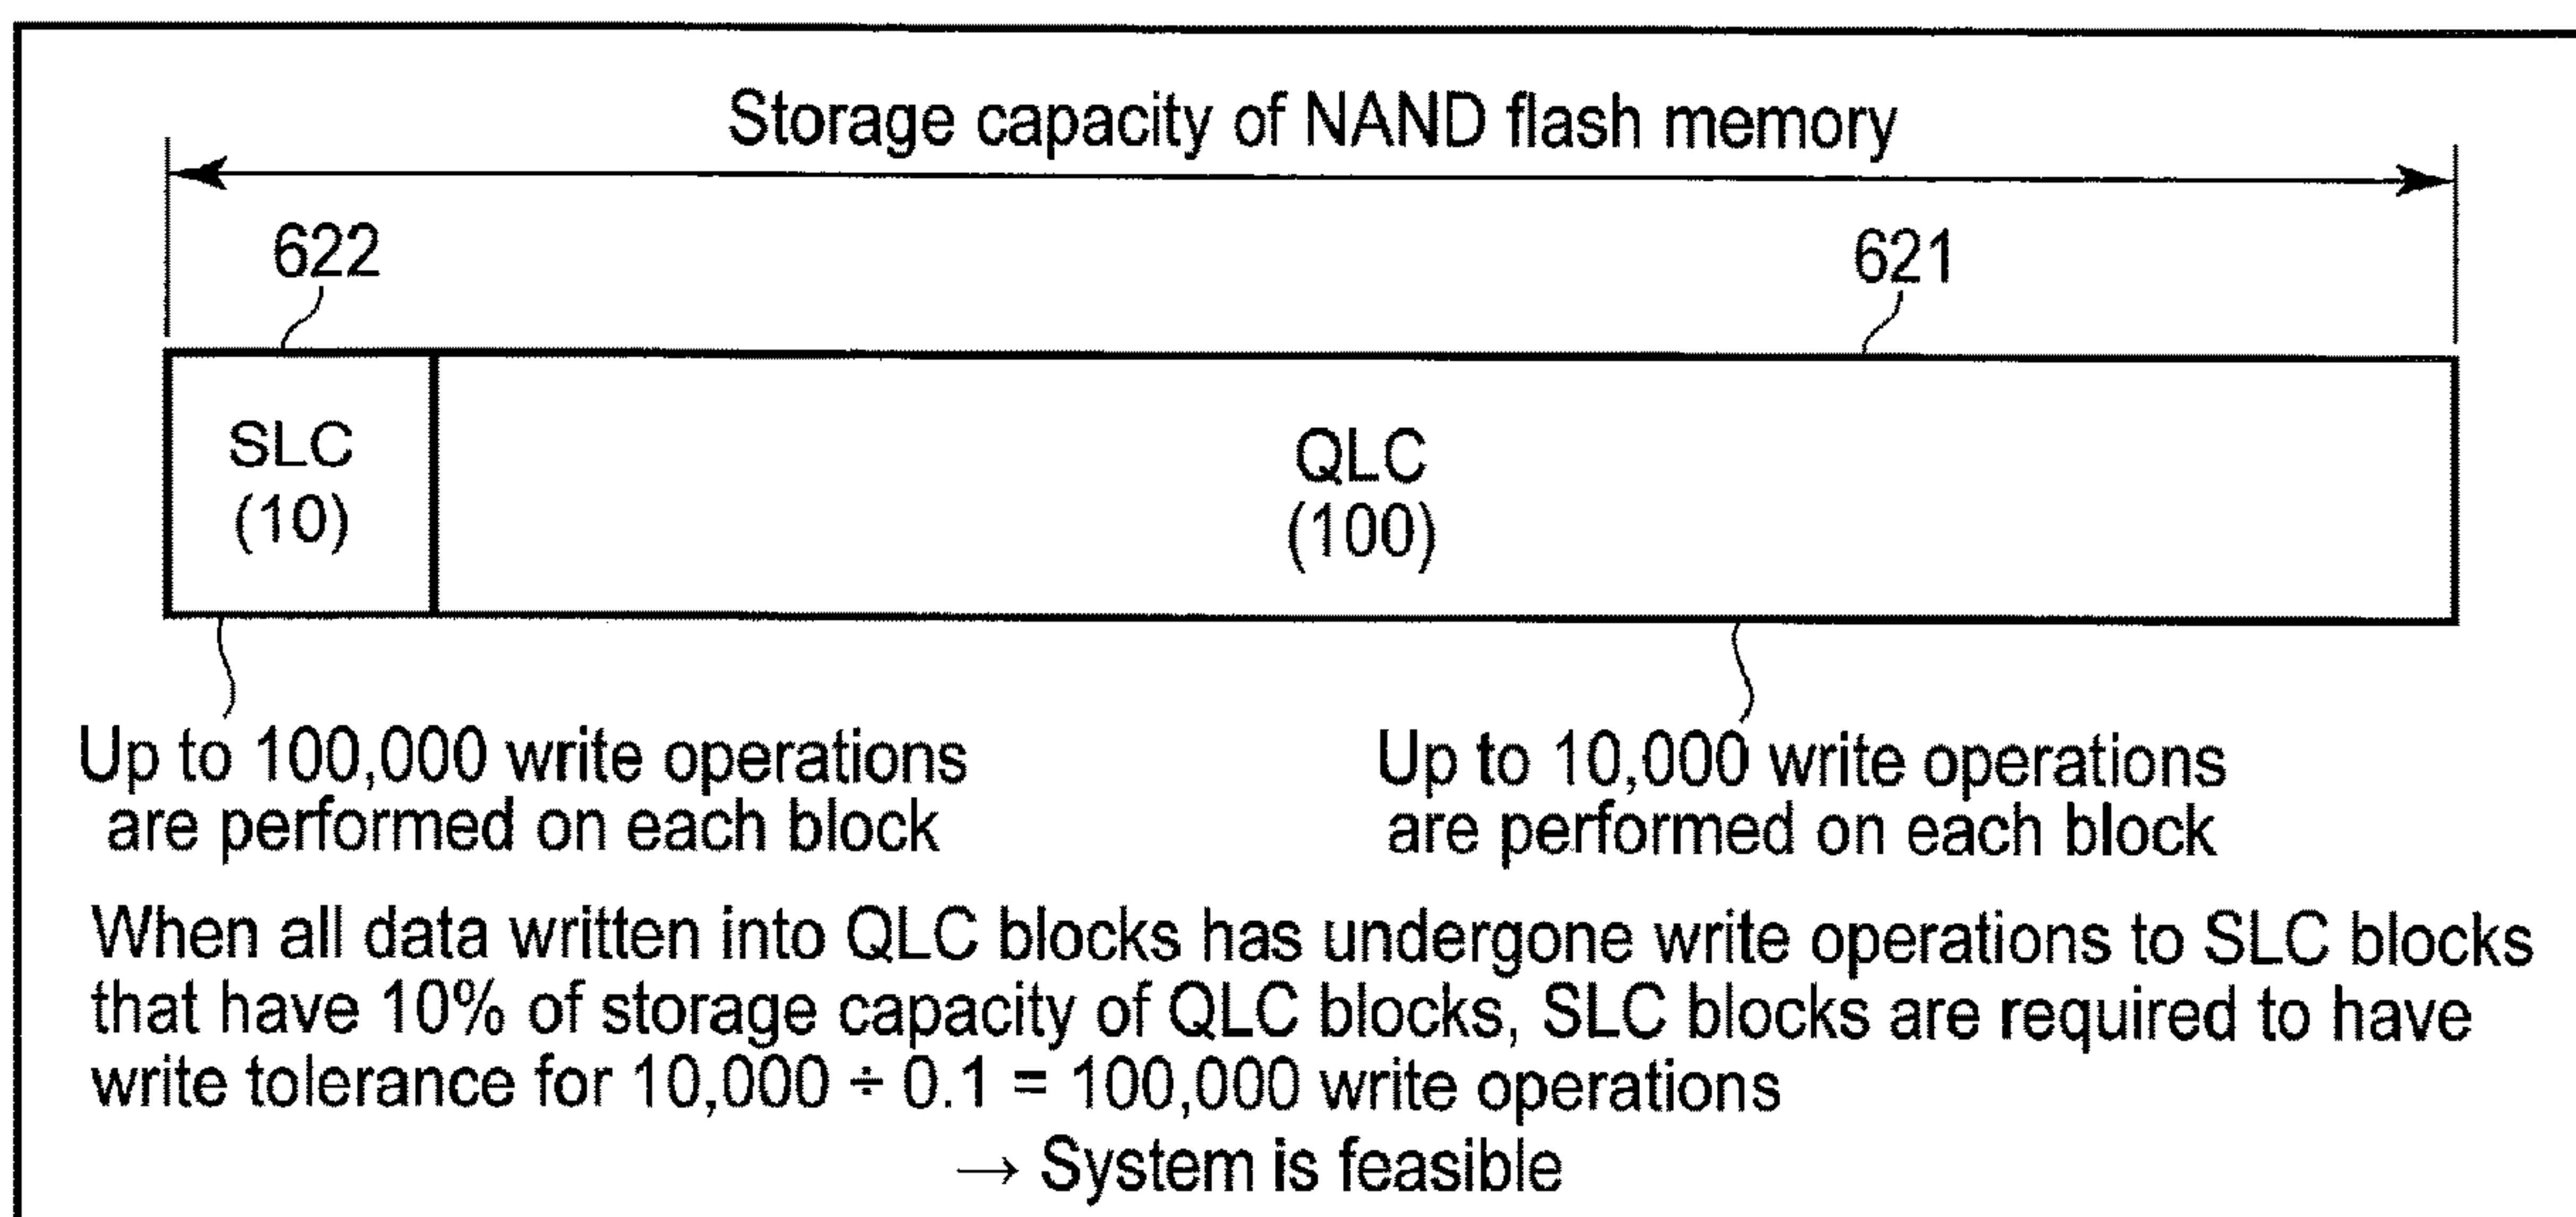 Storage capacity of NAND flash memory
622
621
SLC
(10)
QLC
(100)
Up to 100,000 write operations
are performed on each block
Up to 10,000 write operations
are performed on each block
When all data written into QLC blocks has undergone write operations to SLC blocks
that have 10% of storage capacity of QLC blocks, SLC blocks are required to have
write tolerance for 10,000 ÷ 0.1 = 100,000 write operations
→ System is feasible